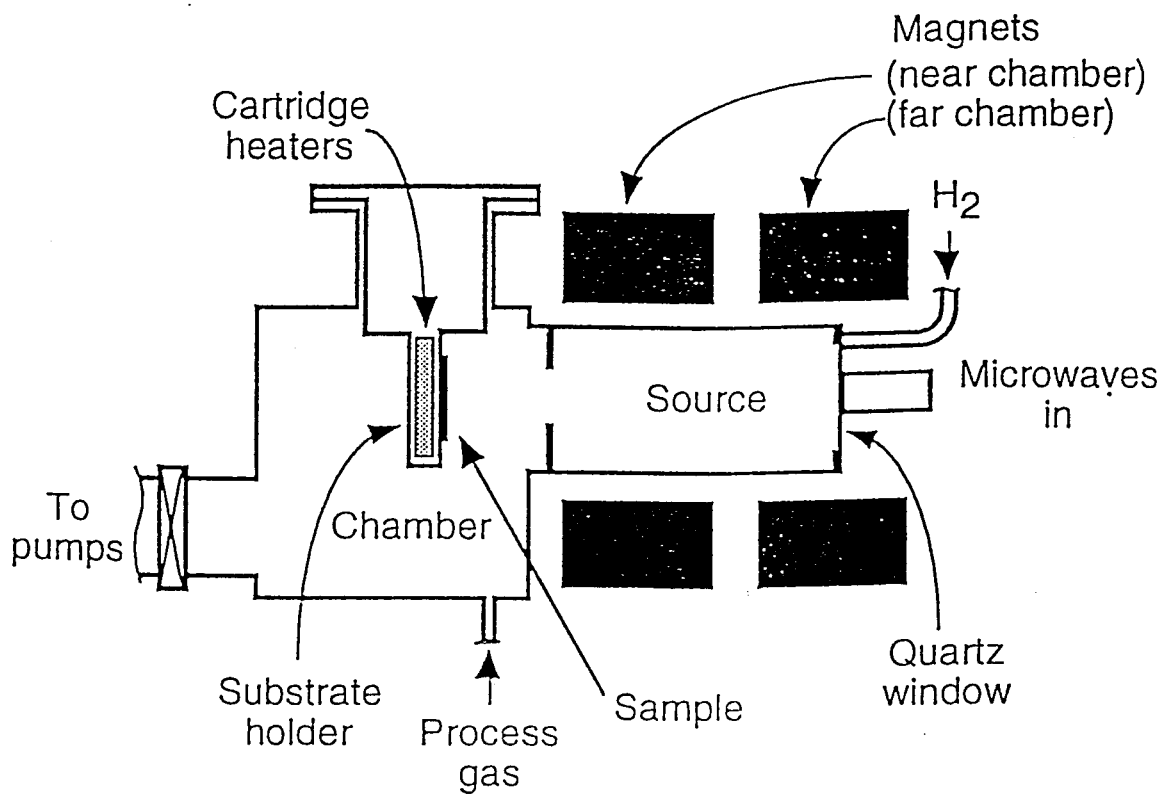 Magnets
(near chamber)
(far chamber)
Cartridge
heaters
H2
Source
Microwaves
in
To
pumps
Chamber
Substrate
holder
Process
gas
Sample
Quartz
window